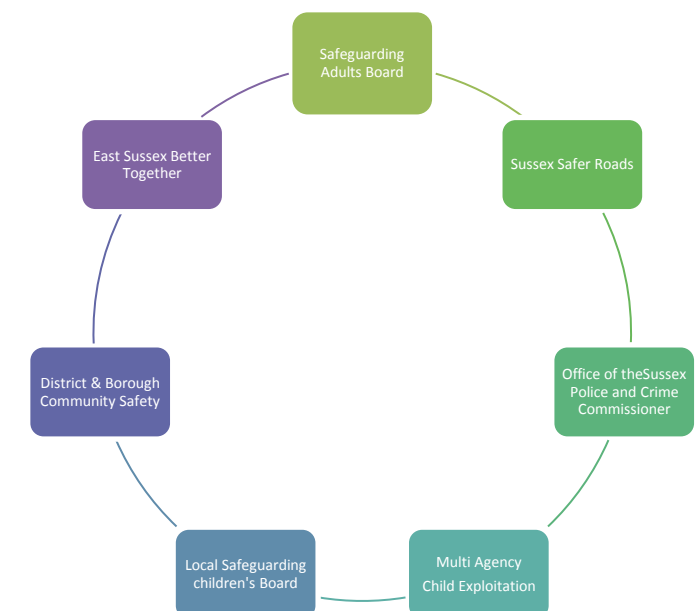 Safeguarding
Adults Board
Sussex Safer Roads
Office of theSussex
Police and Crime
Commissioner
Multi Agency
Child Exploitation
Local Safeguarding
children's Board
District & Borough
Community Safety
East Sussex Better
Together